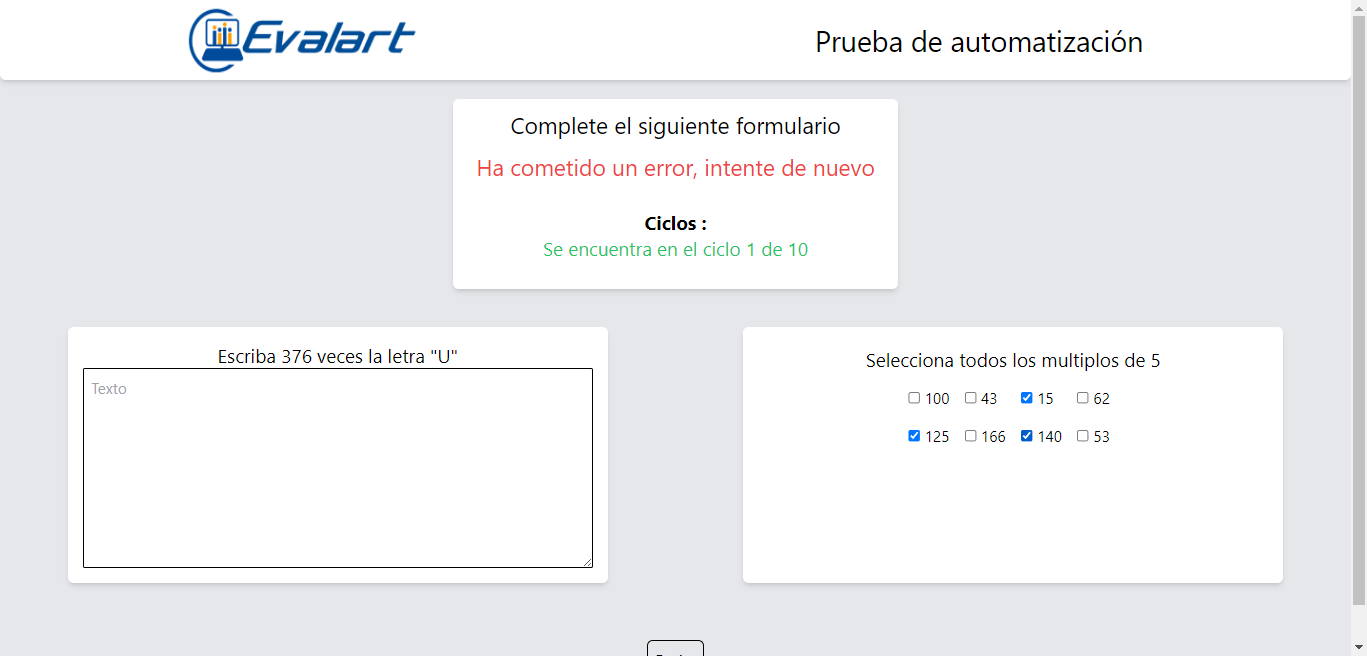 Evalart
Prueba de automatización
Complete el siguiente formulario
Ha cometido un error, intente de nuevo
Ciclos :
Se encuentra en el ciclo 1 de 10
Escriba 376 veces la letra "U"
Texto
Selecciona todos los multiplos de 5
100 43 15 62
125 166 140 53